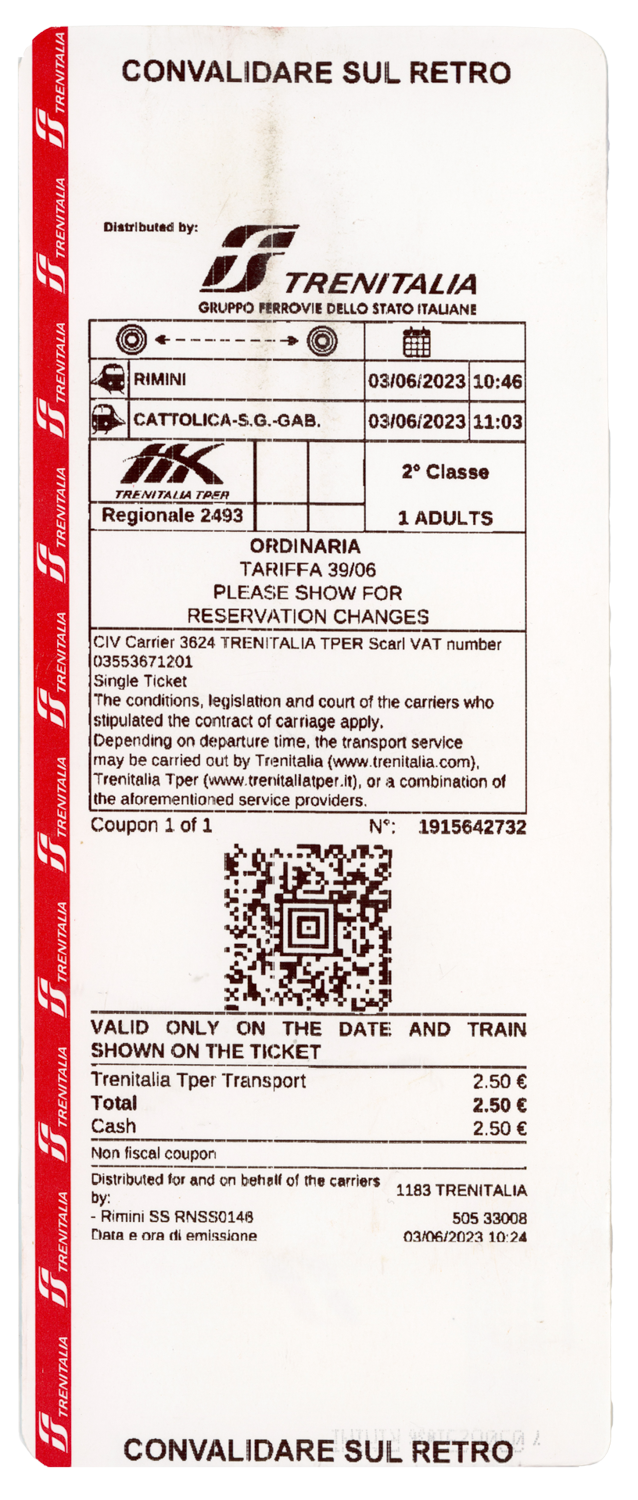 CONVALIDARE SUL RETRO
Distributed by:
TRENITALIA
GRUPPO FERROVIE DELLO STATO ITALIANE
RIMINI 03/06/2023 10:46
CATTOLICA-S.G.-GAB. 03/06/2023 11:03
TRENITALIA TPER
2° Classe
Regionale 2493
1 ADULTS
ORDINARIA
TARIFFA 39/06
PLEASE SHOW FOR
RESERVATION CHANGES
CIV Carrier 3624 TRENITALIA TPER Scarl VAT number
03553671201
Single Ticket
The conditions, legislation and court of the carriers who
stipulated the contract of carriage apply.
Depending on departure time, the transport service
may be carried out by Trenitalia (www.trenitalia.com),
Trenitalia Tper (www.trenitaliatper.it), or a combination of
the aforementioned service providers.
Coupon 1 of 1 N°: 1915642732
VALID ONLY ON THE DATE AND TRAIN
SHOWN ON THE TICKET
Trenitalia Tper Transport 2.50 €
Total 2.50 €
Cash 2.50 €
Non fiscal coupon
Distributed for and on behalf of the carriers
by: 1183 TRENITALIA
- Rimini SS RNSS0146 505 33008
Data e ora di emissione 03/06/2023 10:24
CONVALIDARE SUL RETRO
TRENITALIA
TRENITALIA
TRENITALIA
TRENITALIA
TRENITALIA
TRENITALIA
TRENITALIA
TRENITALIA
TRENITALIA
TRENITALIA